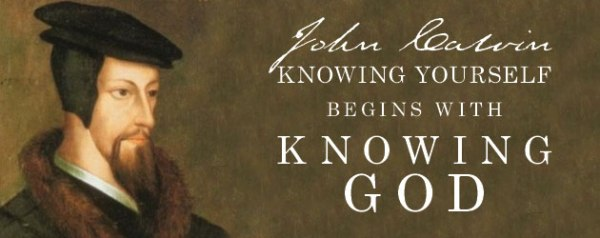 John Calvin
KNOWING YOURSELF
BEGINS WITH
KNOWING
GOD